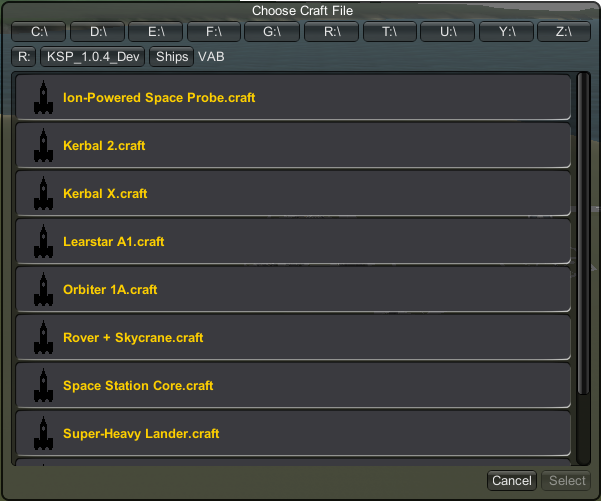 Choose Craft File
C:\ D:\ E:\ F:\ G:\ R:\ T:\ U:\ Y:\ Z:\
R: KSP_1.0.4_Dev Ships VAB
Ion-Powered Space Probe.craft
Kerbal 2.craft
Kerbal X.craft
Learstar A1.craft
Orbiter 1A.craft
Rover + Skycrane.craft
Space Station Core.craft
Super-Heavy Lander.craft
Cancel Select